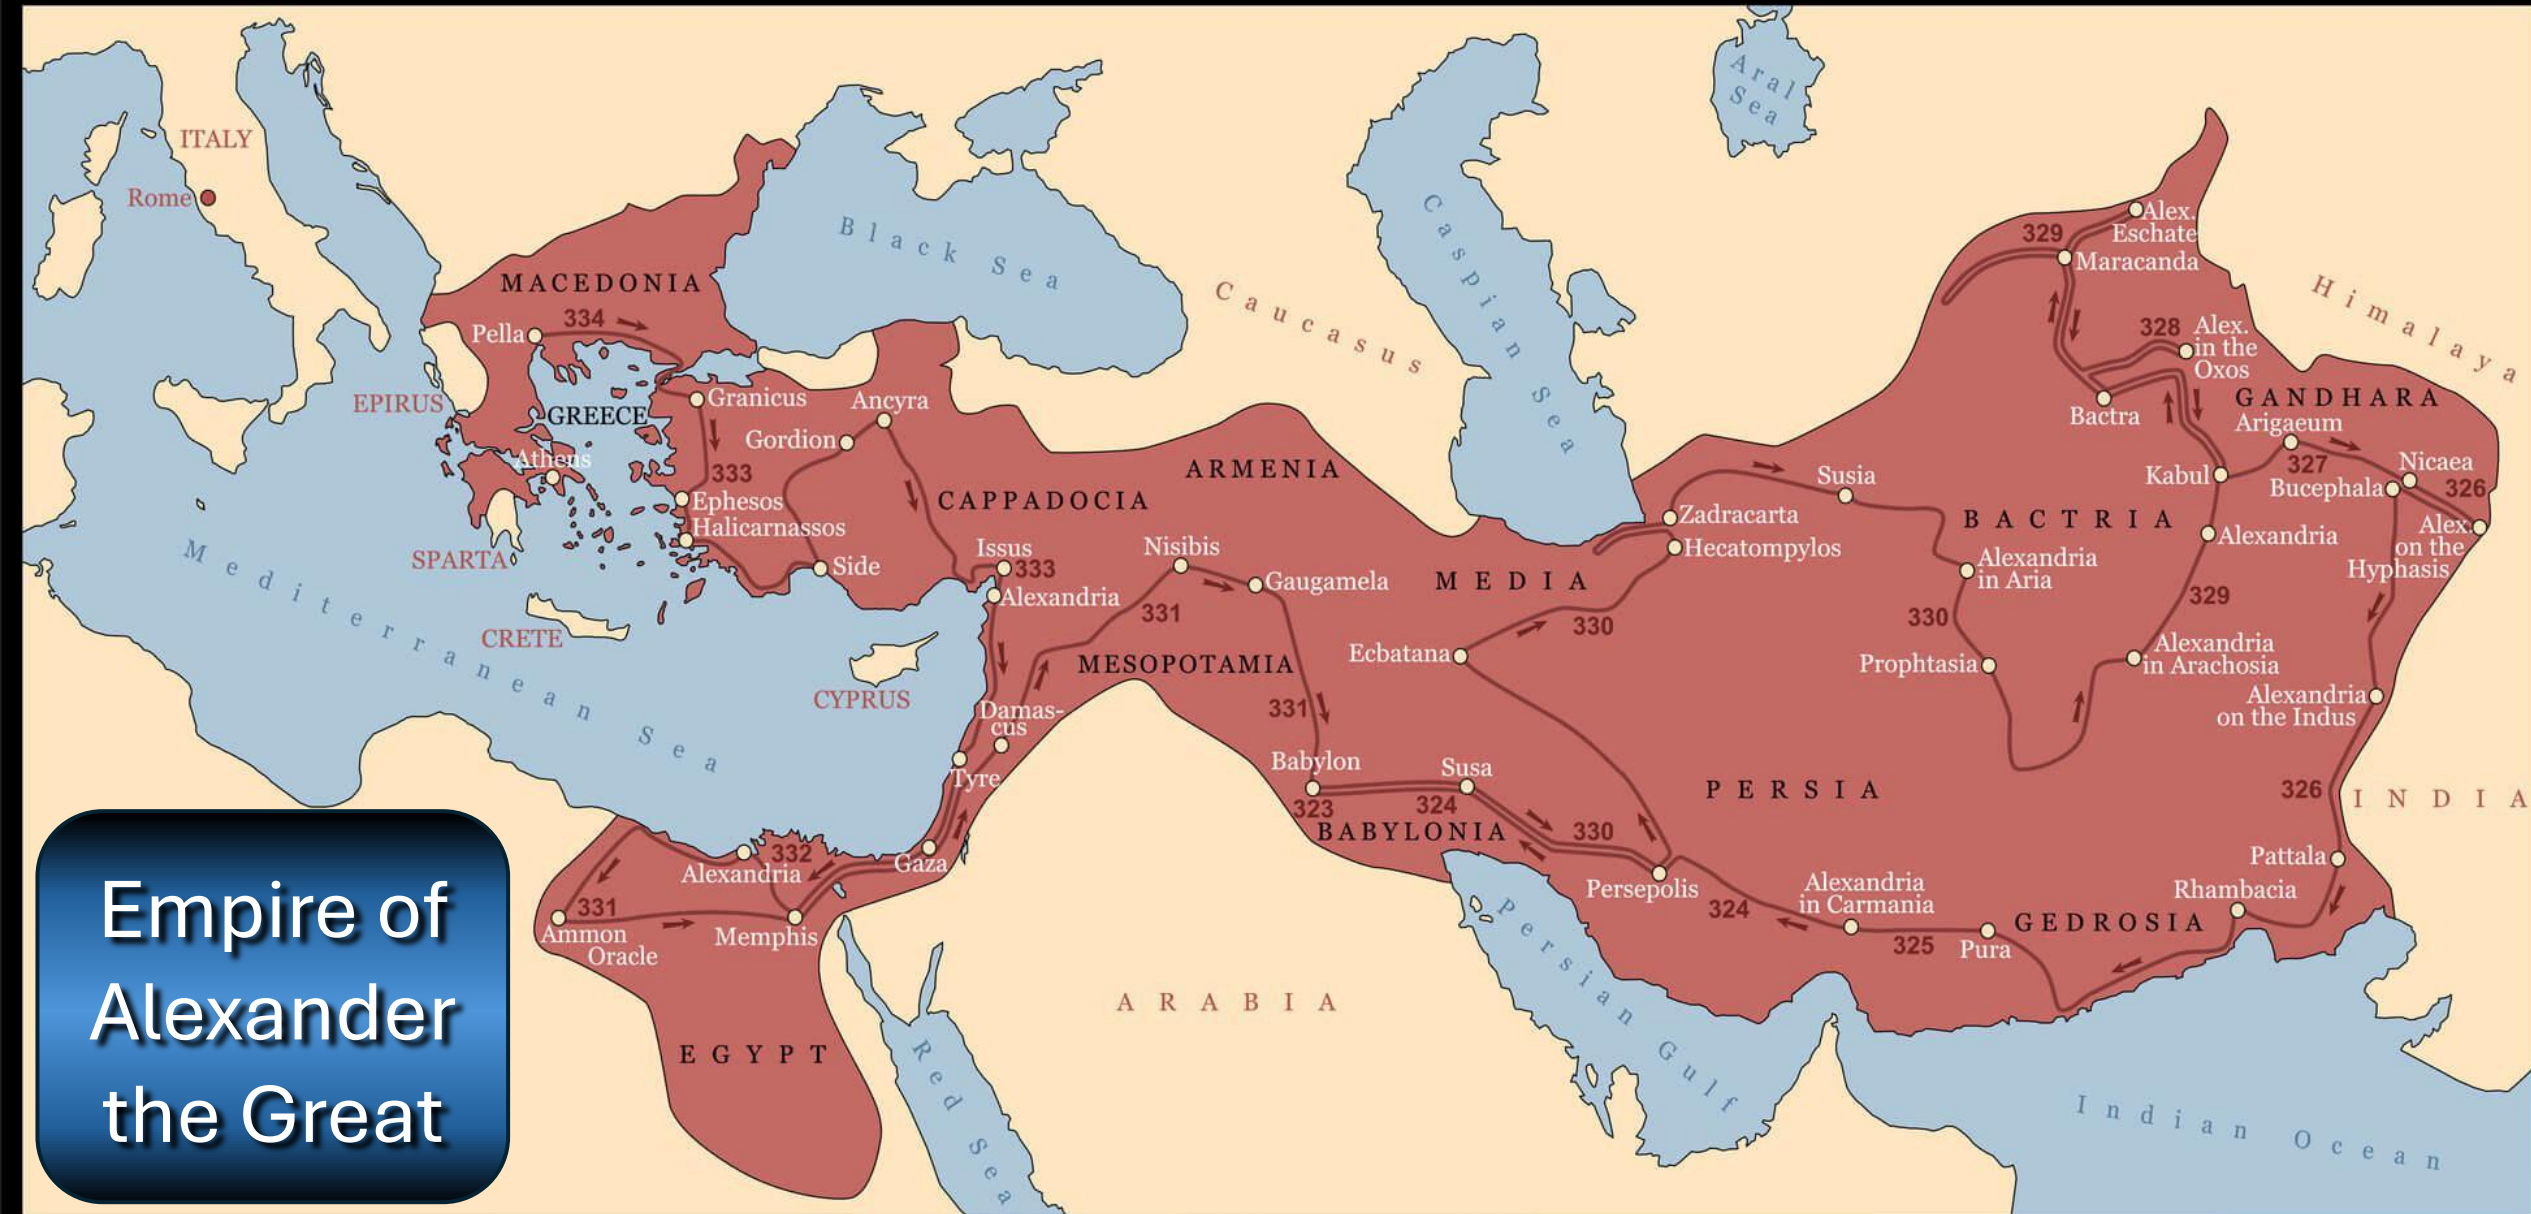 Aral
Sea
ITALY
Rome
Black Sea
Caucasus
Caspian Sea
Himalaya
Alex.
Eschate
329
Maracanda
MACEDONIA
334
Pella
328
Alex.
in the
Oxos
EPIRUS
GREECE
Granicus
Ancyra
Gordion
Bactra
GANDHARA
Arigaeum
327
Athens
333
Ephesos
Halicarnassos
CAPPADOCIA
ARMENIA
Susia
Kabul
Nicaea
Bucephala
326
Zadracarta
Hecatompylos
BACTRIA
Alexandria
Alex.
on the
Hyphasis
SPARTA
Side
Issus
333
Alexandria
Nisibis
Gaugamela
MEDIA
Alexandria
in Aria
Mediterranean Sea
CRETE
331
330
330
329
CYPRUS
MESOPOTAMIA
Ecbatana
Prophtasia
Alexandria
in Arachosia
Alexandria
on the Indus
Damas-
cus
331
Tyre
Babylon
323
Susa
324
PERSIA
326
INDIA
BABYLONIA
330
Alexandria
332
Gaza
Persepolis
324
Alexandria
in Carmania
Pattala
Rhambacia
331
Ammon
Oracle
Memphis
325
Pura
GEDROSIA
Persian Gulf
ARABIA
EGYPT
Red Sea
Indian Ocean
Empire of
Alexander
the Great